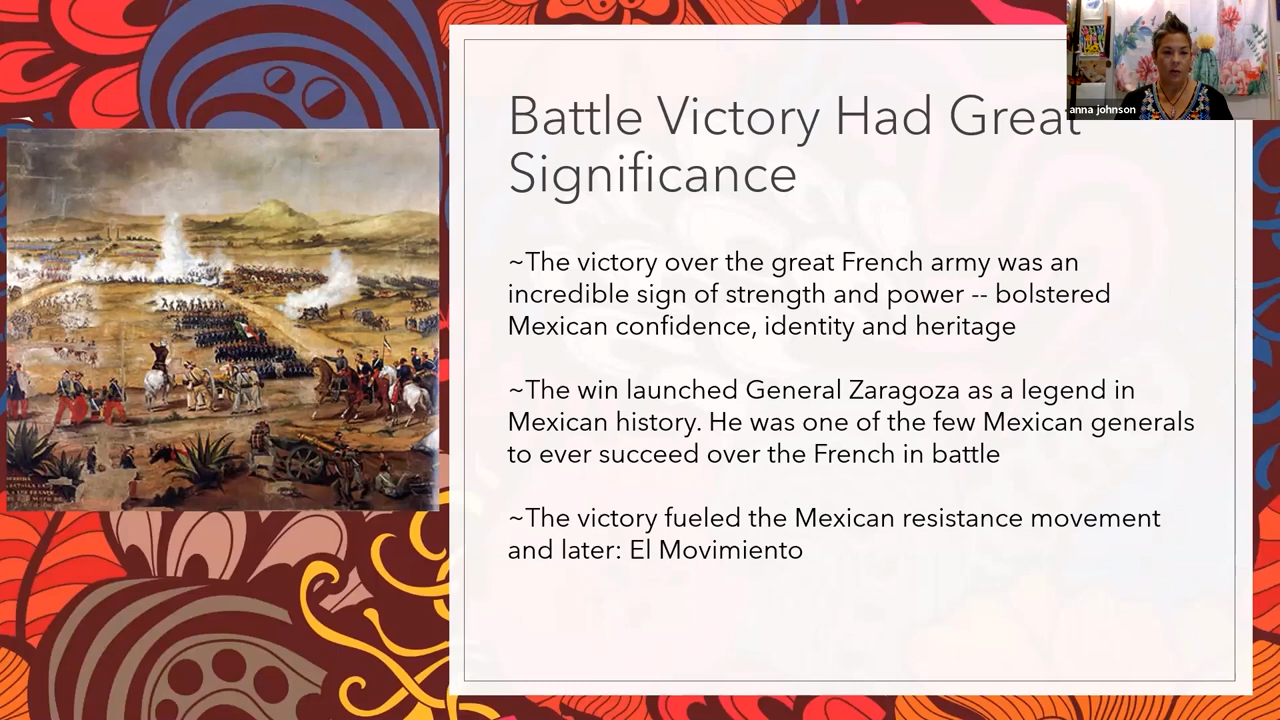 Battle Victory Had Great
Significance
anna johnson
~The victory over the great French army was an
incredible sign of strength and power -- bolstered
Mexican confidence, identity and heritage
~The win launched General Zaragoza as a legend in
Mexican history. He was one of the few Mexican generals
to ever succeed over the French in battle
~The victory fueled the Mexican resistance movement
and later: El Movimiento